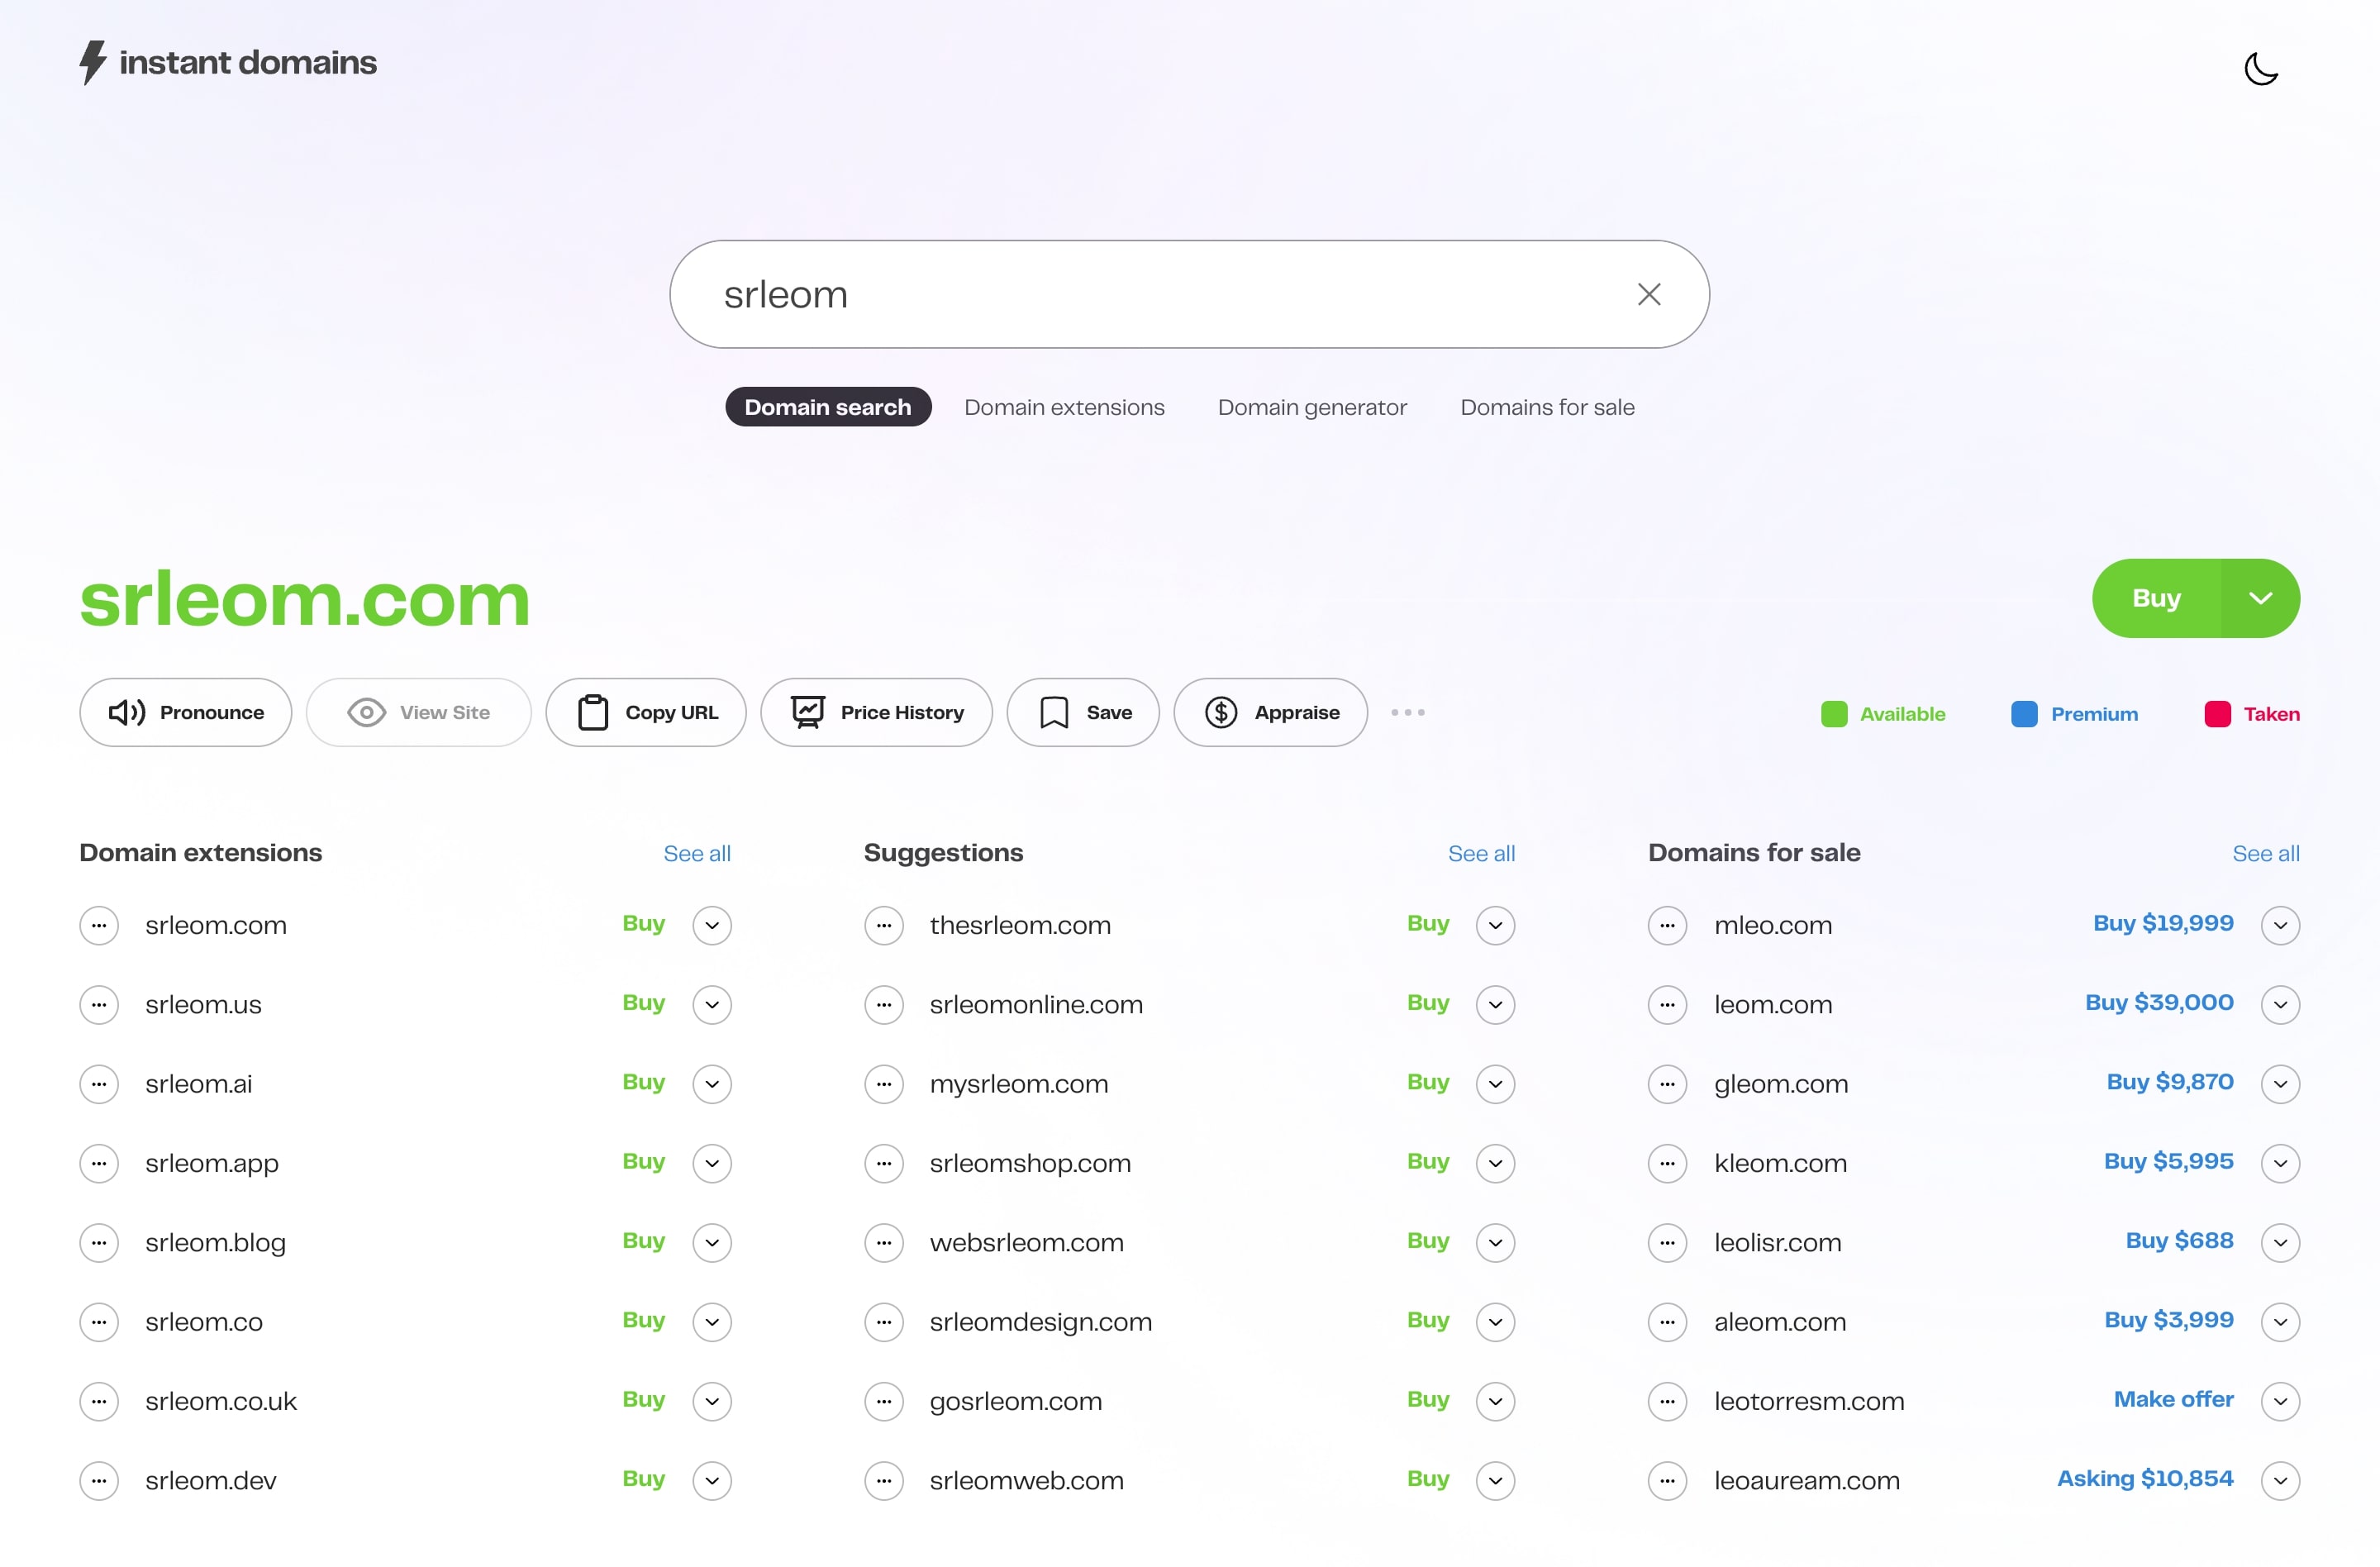 instant domains
srleom
Domain search Domain extensions Domain generator Domains for sale
srleom.com
Buy
Pronounce View Site Copy URL Price History Save Appraise
Available Premium Taken
Domain extensions See all
srleom.com Buy
srleom.us Buy
srleom.ai Buy
srleom.app Buy
srleom.blog Buy
srleom.co Buy
srleom.co.uk Buy
srleom.dev Buy
Suggestions See all
thesrleom.com Buy
srleomonline.com Buy
mysrleom.com Buy
srleomshop.com Buy
websrleom.com Buy
srleomdesign.com Buy
gosrleom.com Buy
srleomweb.com Buy
Domains for sale See all
mleo.com Buy $19,999
leom.com Buy $39,000
gleom.com Buy $9,870
kleom.com Buy $5,995
leolisr.com Buy $688
aleom.com Buy $3,999
leotorresm.com Make offer
leoauream.com Asking $10,854